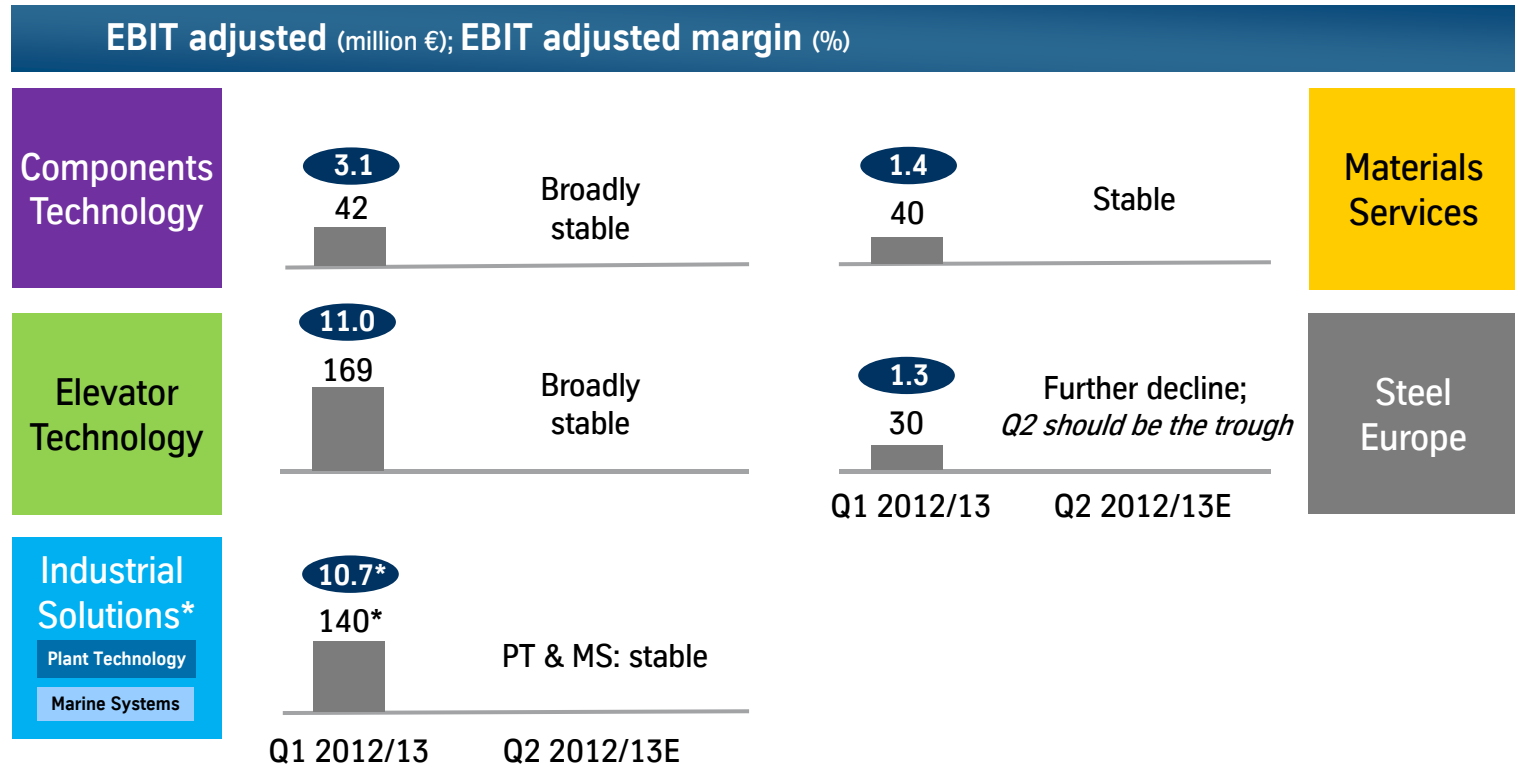 EBIT adjusted (million €); EBIT adjusted margin (%)
Components
Technology
3.1
42
Broadly
stable
1.4
40
Stable
Materials
Services
Elevator
Technology
11.0
169
Broadly
stable
1.3
30
Further decline;
Q2 should be the trough
Steel
Europe
Q1 2012/13
Q2 2012/13E
Industrial
Solutions*
Plant Technology
Marine Systems
10.7*
140*
PT & MS: stable
Q1 2012/13
Q2 2012/13E